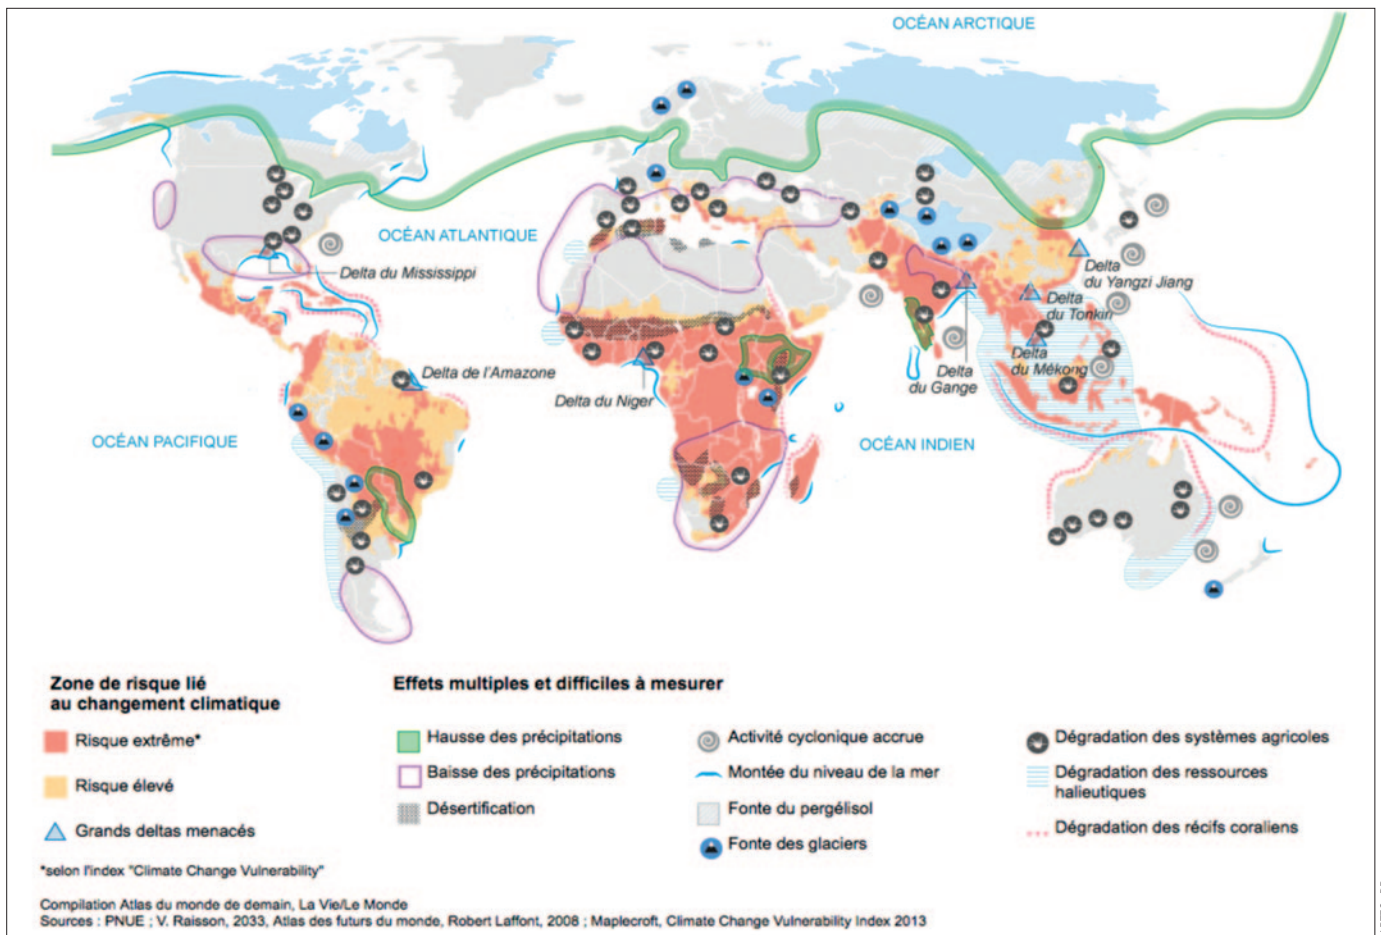 OCÉAN ARCTIQUE
OCÉAN ATLANTIQUE
Delta du Mississippi
Delta
du Yangzi Jiang
Delta
du Tonkin
Delta
du Mékong
Delta
du Gange
Delta de l'Amazone
Delta du Niger
OCÉAN PACIFIQUE
OCÉAN INDIEN
Zone de risque lié
au changement climatique
Risque extrême*
Risque élevé
Grands deltas menacés
Effets multiples et difficiles à mesurer
Hausse des précipitations
Baisse des précipitations
Désertification
Activité cyclonique accrue
Montée du niveau de la mer
Fonte du pergélisol
Fonte des glaciers
Dégradation des systèmes agricoles
Dégradation des ressources
halieutiques
Dégradation des récifs coraliens
*selon l'index "Climate Change Vulnerability"
Compilation Atlas du monde de demain, La Vie/Le Monde
Sources : PNUE ; V. Raisson, 2033, Atlas des futurs du monde, Robert Laffont, 2008 ; Maplecroft, Climate Change Vulnerability Index 2013